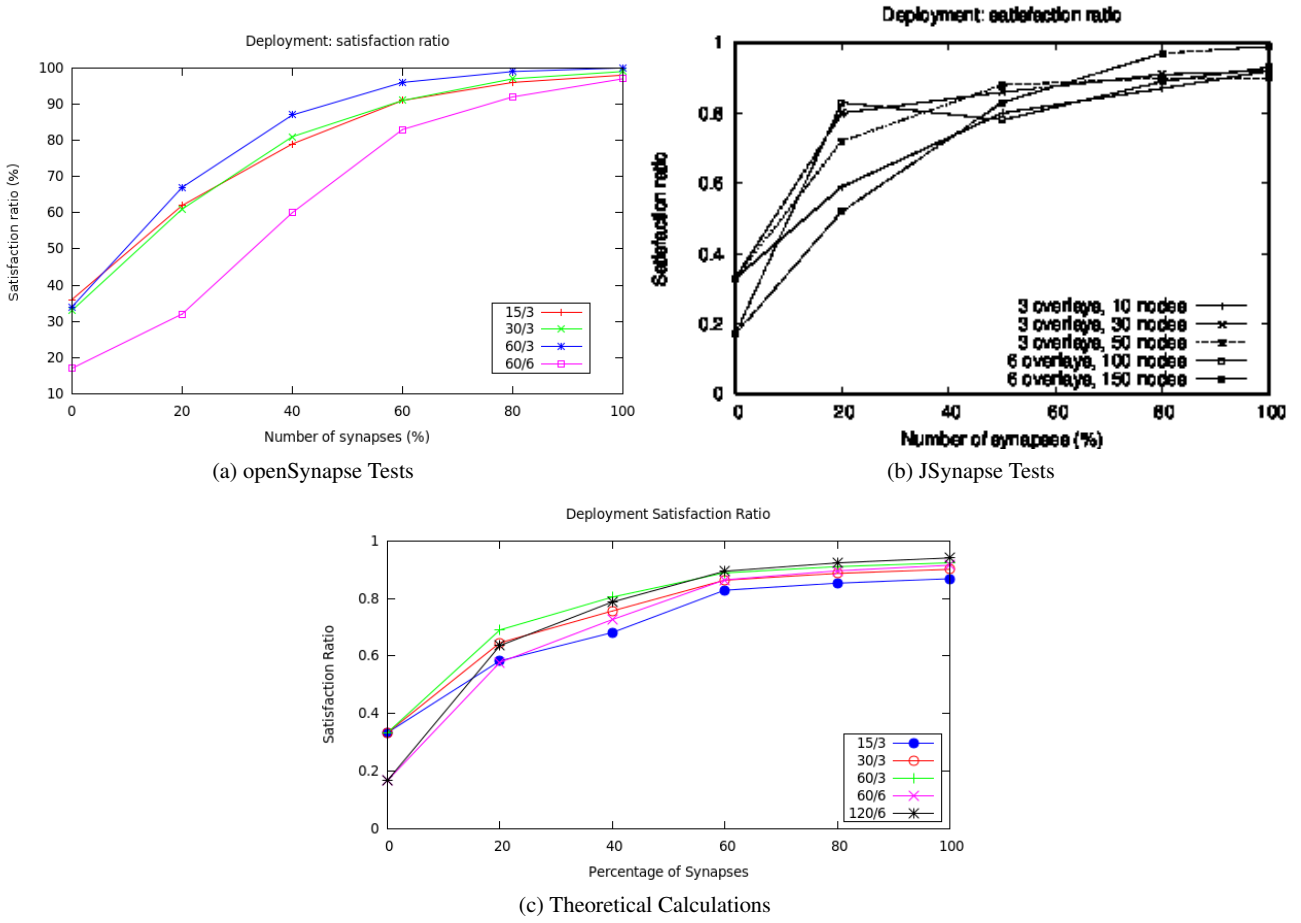 Deployment: satisfaction ratio
100
90
80
70
60
50
40
30
20
10
Satisfaction ratio (%)
15/3
30/3
60/3
60/6
0 20 40 60 80 100
Number of synapses (%)
(a) openSynapse Tests
Deployment: satisfaction ratio
1
0.8
0.6
0.4
0.2
0
Satisfaction ratio
3 overlays, 10 nodes
3 overlays, 30 nodes
3 overlays, 50 nodes
6 overlays, 100 nodes
6 overlays, 150 nodes
0 20 40 60 80 100
Number of synapses (%)
(b) JSynapse Tests
Deployment Satisfaction Ratio
1
0.8
0.6
0.4
0.2
0
Satisfaction Ratio
15/3
30/3
60/3
60/6
120/6
0 20 40 60 80 100
Percentage of Synapses
(c) Theoretical Calculations